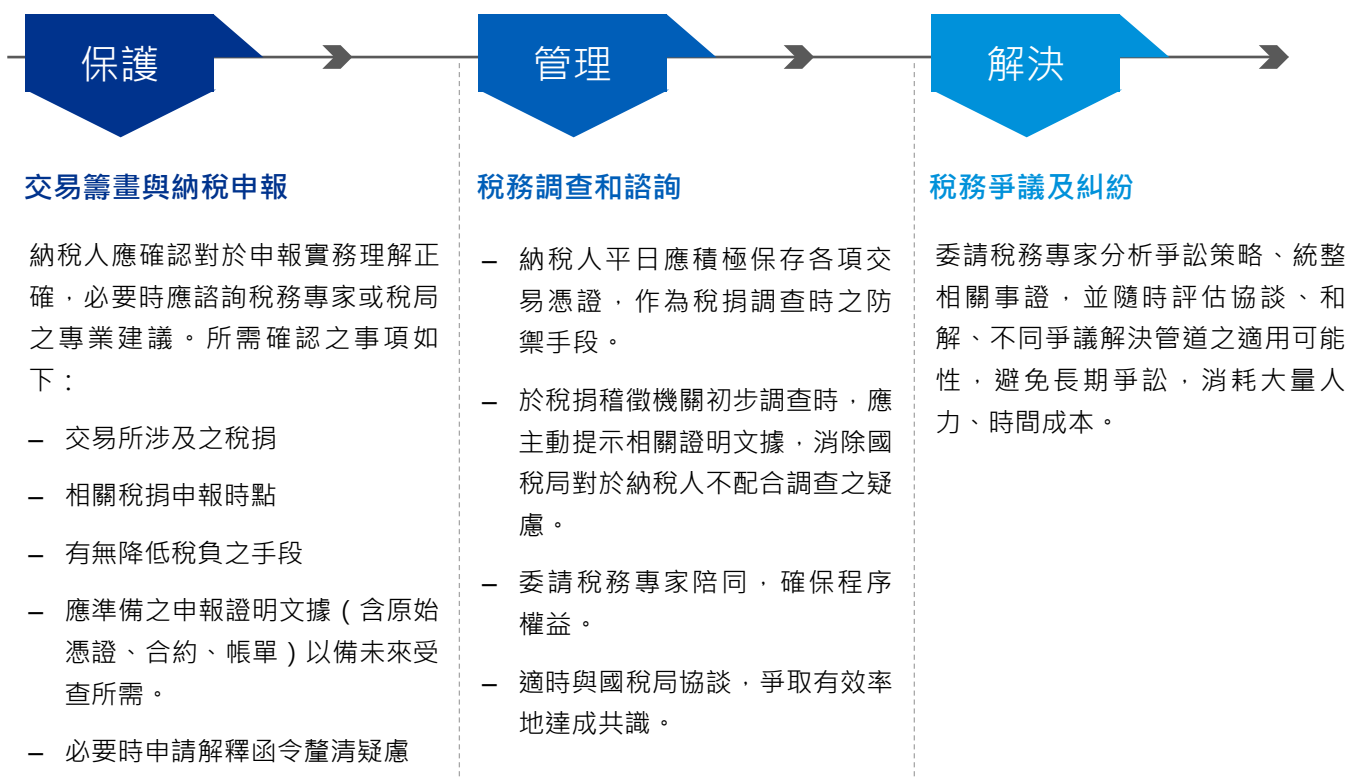 保護
交易籌畫與納稅申報
納稅人應確認對於申報實務理解正
確，必要時應諮詢稅務專家或稅局
之專業建議。所需確認之事項如
下：
– 交易所涉及之稅捐
– 相關稅捐申報時點
– 有無降低稅負之手段
– 應準備之申報證明文據（含原始
憑證、合約、帳單）以備未來受
查所需。
– 必要時申請解釋函令釐清疑慮
管理
稅務調查和諮詢
– 納稅人平日應積極保存各項交
易憑證，作為稅捐調查時之防
禦手段。
– 於稅捐稽徵機關初步調查時，應
主動提示相關證明文據，消除國
稅局對於納稅人不配合調查之疑
慮。
– 委請稅務專家陪同，確保程序
權益。
– 適時與國稅局協談，爭取有效率
地達成共識。
解決
稅務爭議及糾紛
委請稅務專家分析爭訟策略、統整
相關事證，並隨時評估協談、和
解、不同爭議解決管道之適用可能
性，避免長期爭訟，消耗大量人
力、時間成本。